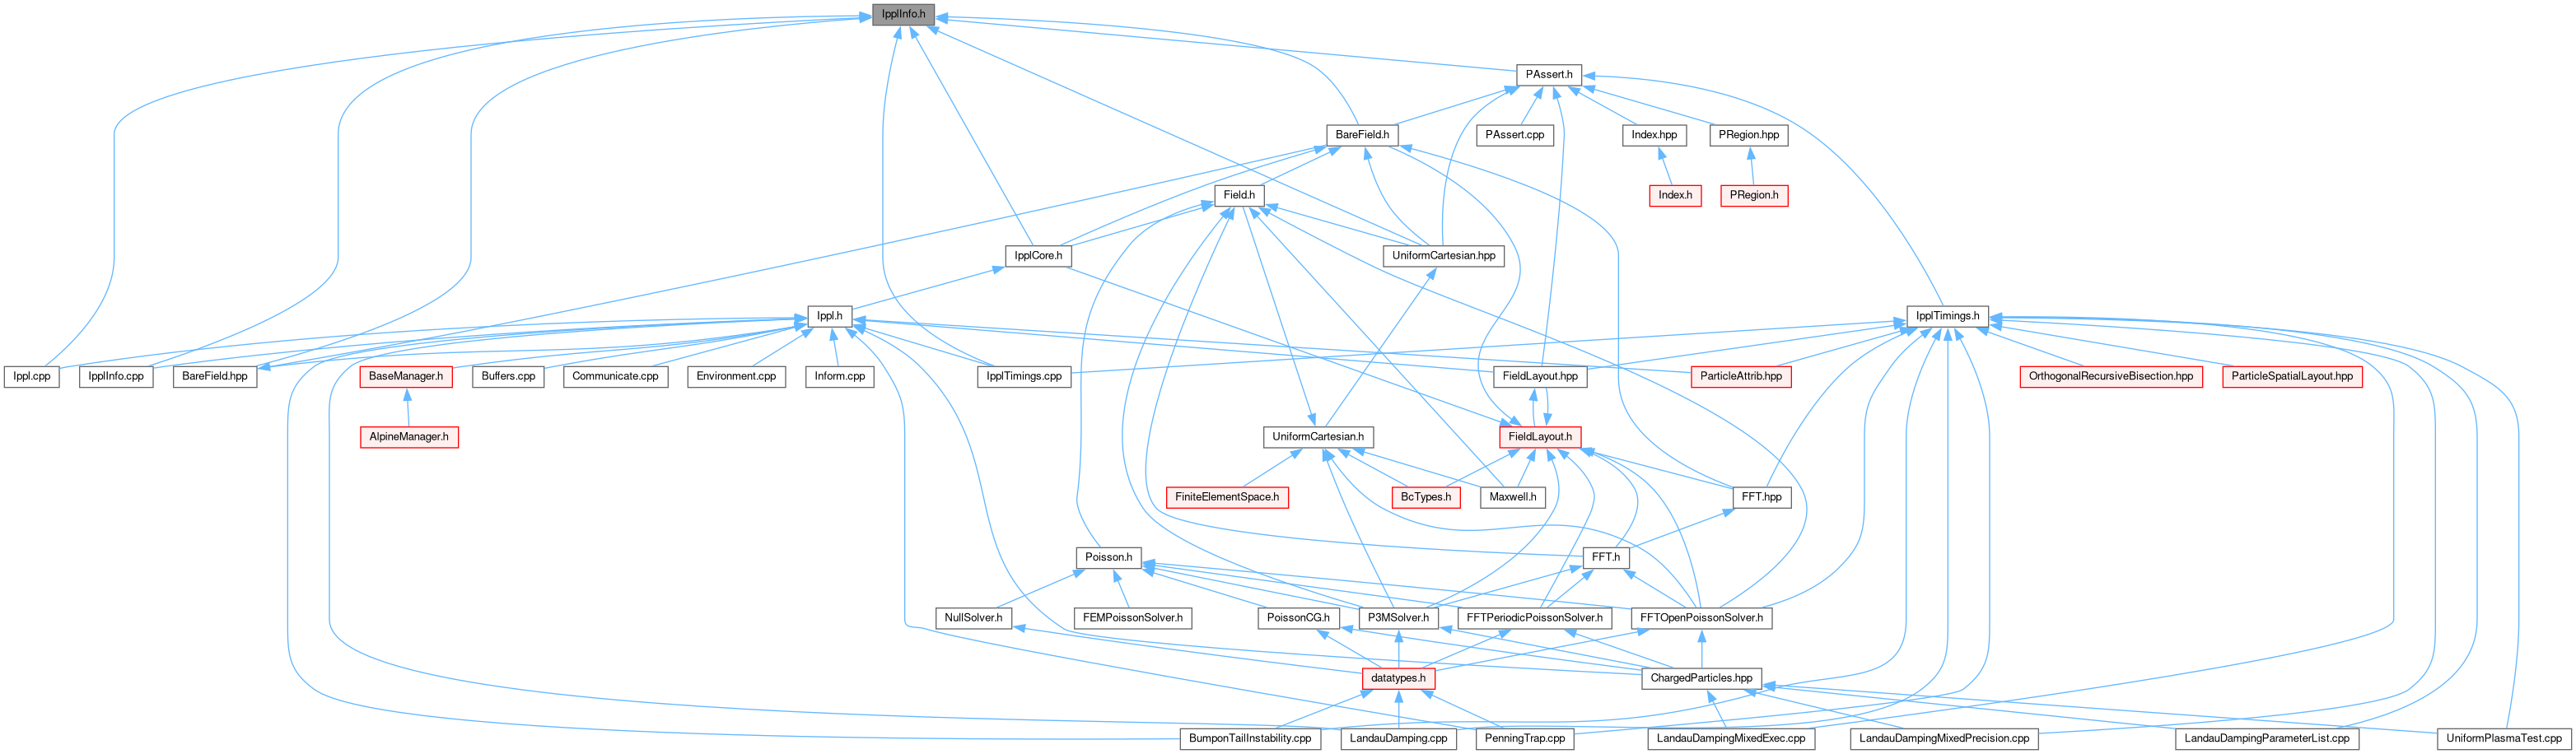 IpplInfo.h
PAssert.h
BareField.h
PAssert.cpp
Index.hpp
PRegion.hpp
Field.h
Index.h
PRegion.h
IpplCore.h
UniformCartesian.hpp
Ippl.h
IpplTimings.h
Ippl.cpp
IpplInfo.cpp
BareField.hpp
BaseManager.h
Buffers.cpp
Communicate.cpp
Environment.cpp
Inform.cpp
IpplTimings.cpp
FieldLayout.hpp
ParticleAttrib.hpp
OrthogonalRecursiveBisection.hpp
ParticleSpatialLayout.hpp
AlpineManager.h
UniformCartesian.h
FieldLayout.h
FiniteElementSpace.h
BcTypes.h
Maxwell.h
FFT.hpp
Poisson.h
FFT.h
NullSolver.h
FEMPoissonSolver.h
PoissonCG.h
P3MSolver.h
FFTPeriodicPoissonSolver.h
FFTOpenPoissonSolver.h
datatypes.h
ChargedParticles.hpp
BumponTailInstability.cpp
LandauDamping.cpp
PenningTrap.cpp
LandauDampingMixedExec.cpp
LandauDampingMixedPrecision.cpp
LandauDampingParameterList.cpp
UniformPlasmaTest.cpp